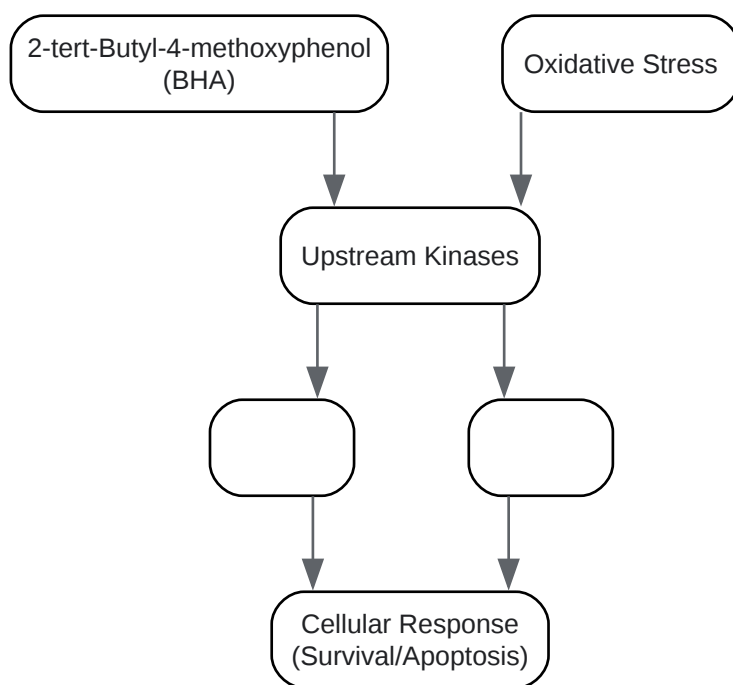 2-tert-Butyl-4-methoxyphenol
(BHA)
Oxidative Stress
Upstream Kinases
Cellular Response
(Survival/Apoptosis)